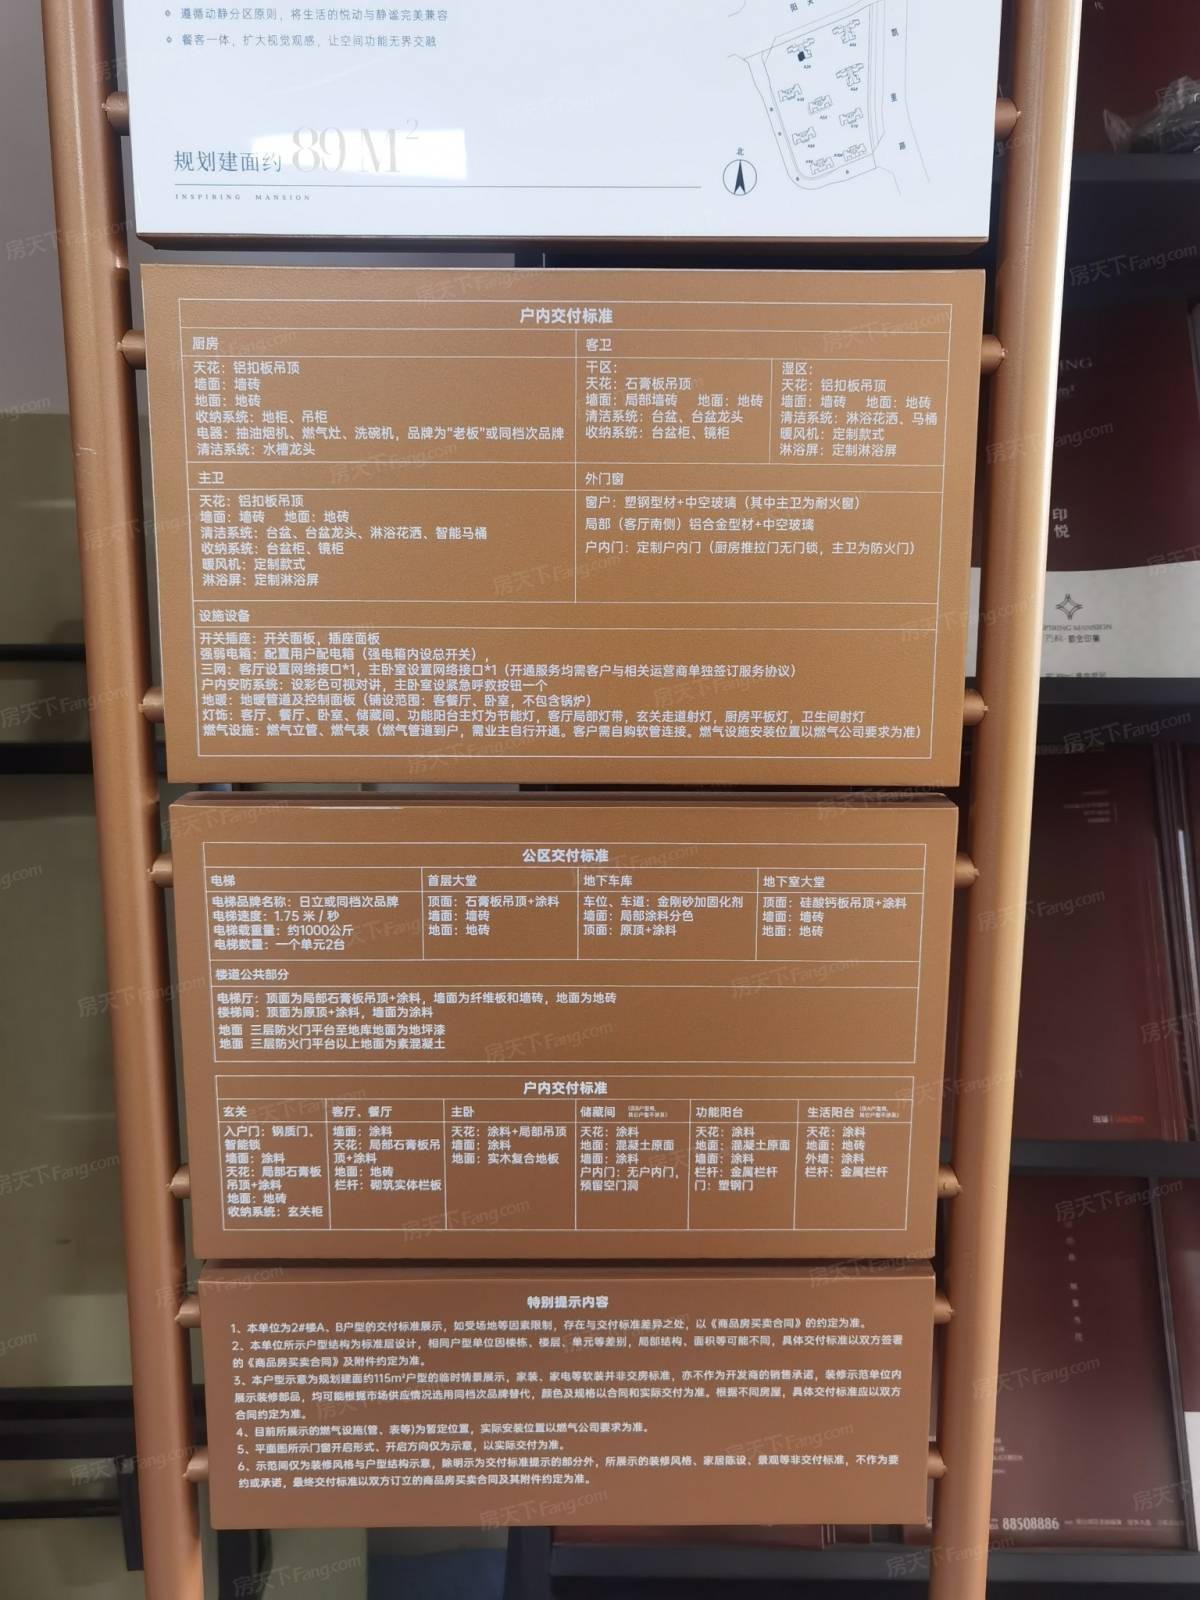 遵循动静分区原则，将生活的悦动与静谧完美兼容
餐客一体，扩大视觉观感，让空间功能无界交融
规划建面约 89 M²
INSPIRING MANSION
北
凯
里
路
户内交付标准
厨房
天花：铝扣板吊顶
墙面：墙砖
地面：地砖
收纳系统：地柜、吊柜
电器：抽油烟机、燃气灶、洗碗机，品牌为"老板"或同档次品牌
清洁系统：水槽龙头
客卫
干区：
天花：石膏板吊顶
墙面：局部墙砖 地面：地砖
清洁系统：台盆、台盆龙头
收纳系统：台盆柜、镜柜
湿区：
天花：铝扣板吊顶
墙面：墙砖 地面：地砖
清洁系统：淋浴花洒、马桶
暖风机：定制款式
淋浴屏：定制淋浴屏
主卫
天花：铝扣板吊顶
墙面：墙砖 地面：地砖
清洁系统：台盆、台盆龙头、淋浴花洒、智能马桶
收纳系统：台盆柜、镜柜
暖风机：定制款式
淋浴屏：定制淋浴屏
外门窗
窗户：塑钢型材+中空玻璃（其中主卫为耐火窗）
局部（客厅南侧）铝合金型材+中空玻璃
户内门：定制户内门（厨房推拉门无门锁，主卫为防火门）
设施设备
开关插座：开关面板，插座面板
强弱电箱：配置用户配电箱（强电箱内设总开关），
三网：客厅设置网络接口*1，主卧室设置网络接口*1（开通服务均需客户与相关运营商单独签订服务协议）
户内安防系统：设彩色可视对讲，主卧室设紧急呼救按钮一个
地暖：地暖管道及控制面板（铺设范围：客餐厅、卧室，不包含锅炉）
灯饰：客厅、餐厅、卧室、储藏间、功能阳台主灯为节能灯，客厅局部灯带，玄关走道射灯，厨房平板灯，卫生间射灯
燃气设施：燃气立管、燃气表（燃气管道到户，需业主自行开通。客户需自购软管连接。燃气设施安装位置以燃气公司要求为准）
公区交付标准
电梯
电梯品牌名称：日立或同档次品牌
电梯速度：1.75 米 / 秒
电梯载重量：约1000公斤
电梯数量：一个单元2台
首层大堂
顶面：石膏板吊顶+涂料
墙面：墙砖
地面：地砖
地下车库
车位、车道：金刚砂加固化剂
墙面：局部涂料分色
顶面：原顶+涂料
地下室大堂
顶面：硅酸钙板吊顶+涂料
墙面：墙砖
地面：地砖
楼道公共部分
电梯厅：顶面为局部石膏板吊顶+涂料，墙面为纤维板和墙砖，地面为地砖
楼梯间：顶面为原顶+涂料，墙面为涂料
地面 三层防火门平台至地库地面为地坪漆
地面 三层防火门平台以上地面为素混凝土
户内交付标准
玄关
入户门：钢质门、
智能锁
墙面：涂料
天花：局部石膏板
吊顶+涂料
地面：地砖
收纳系统：玄关柜
客厅、餐厅
墙面：涂料
天花：局部石膏板吊
顶+涂料
地面：地砖
栏杆：砌筑实体栏板
主卧
天花：涂料+局部吊顶
墙面：涂料
地面：实木复合地板
储藏间
天花：涂料
地面：混凝土原面
墙面：涂料
户内门：无户内门，
预留空门洞
功能阳台
天花：涂料
地面：混凝土原面
墙面：涂料
栏杆：金属栏杆
门：塑钢门
生活阳台
天花：涂料
地面：地砖
外墙：涂料
栏杆：金属栏杆
特别提示内容
1、本单位为2#楼A、B户型的交付标准展示，如受场地等因素限制，存在与交付标准差异之处，以《商品房买卖合同》的约定为准。
2、本单位所示户型结构为标准层设计，相同户型单位因楼栋、楼层、单元等差别，局部结构、面积等可能不同，具体交付标准以双方签署
的《商品房买卖合同》及附件约定为准。
3、本户型示意为规划建面约115m²户型的临时情景展示，家装、家电等软装并非交房标准，亦不作为开发商的销售承诺，装修示范单位内
展示装修部品，均可能根据市场供应情况选用同档次品牌替代，颜色及规格以合同和实际交付为准。根据不同房屋，具体交付标准应以双方
合同约定为准。
4、目前所展示的燃气设施(管、表等)为暂定位置，实际安装位置以燃气公司要求为准。
5、平面图所示门窗开启形式、开启方向仅为示意，以实际交付为准。
6、示范间仅为装修风格与户型结构示意，除明示为交付标准提示的部分外，所展示的装修风格、家居陈设、景观等非交付标准，不作为要
约或承诺，最终交付标准以双方订立的商品房买卖合同及其附件约定为准。
印
悦
88508886
房天下Fang.com